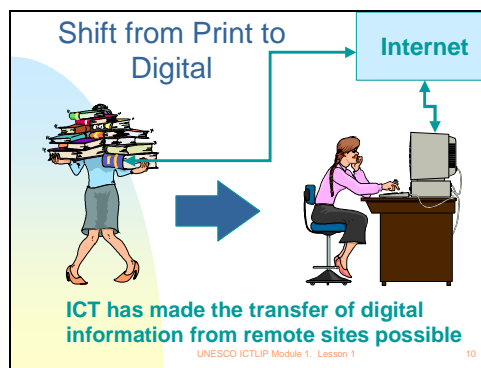 Shift from Print to
Digital
Internet
ICT has made the transfer of digital
information from remote sites possible
UNESCO ICTLIP Module 1. Lesson 1
10